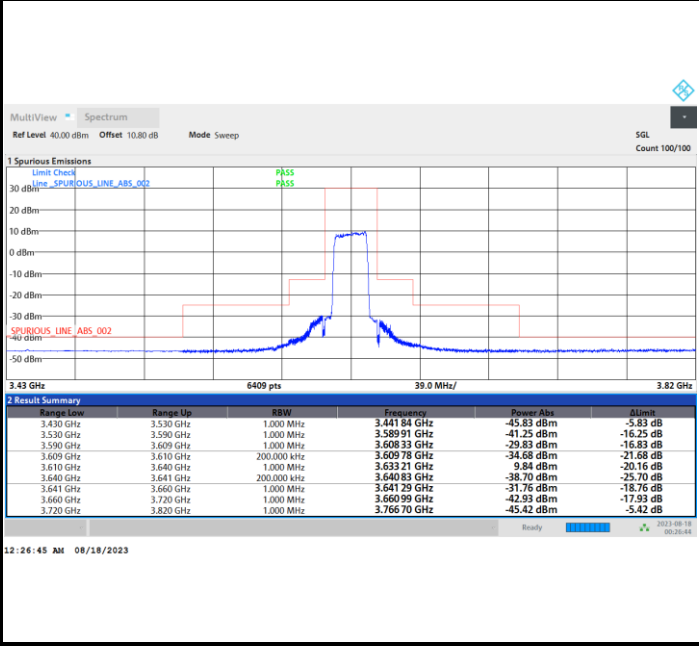 MultiView Spectrum
Ref Level 40.00 dBm Offset 10.80 dB Mode Sweep SGL
Count 100/100
1 Spurious Emissions
Limit Check PASS
Line _SPURIOUS_LINE_ABS_002 PASS
30 dBm
20 dBm
10 dBm
0 dBm
-10 dBm
-20 dBm
-30 dBm
_SPURIOUS_LINE_ABS_002
-40 dBm
-50 dBm
3.43 GHz 6409 pts 39.0 MHz/ 3.82 GHz
2 Result Summary
Range Low Range Up RBW Frequency Power Abs ΔLimit
3.430 GHz 3.530 GHz 1.000 MHz 3.441 84 GHz -45.83 dBm -5.83 dB
3.530 GHz 3.590 GHz 1.000 MHz 3.589 91 GHz -41.25 dBm -16.25 dB
3.590 GHz 3.609 GHz 1.000 MHz 3.608 33 GHz -29.83 dBm -16.83 dB
3.609 GHz 3.610 GHz 200.000 kHz 3.609 78 GHz -34.68 dBm -21.68 dB
3.610 GHz 3.640 GHz 1.000 MHz 3.633 21 GHz 9.84 dBm -20.16 dB
3.640 GHz 3.641 GHz 200.000 kHz 3.640 83 GHz -38.70 dBm -25.70 dB
3.641 GHz 3.660 GHz 1.000 MHz 3.641 29 GHz -31.76 dBm -18.76 dB
3.660 GHz 3.720 GHz 1.000 MHz 3.660 99 GHz -42.93 dBm -17.93 dB
3.720 GHz 3.820 GHz 1.000 MHz 3.766 70 GHz -45.42 dBm -5.42 dB
Ready 2023-08-18
00:26:44
12:26:45 AM 08/18/2023